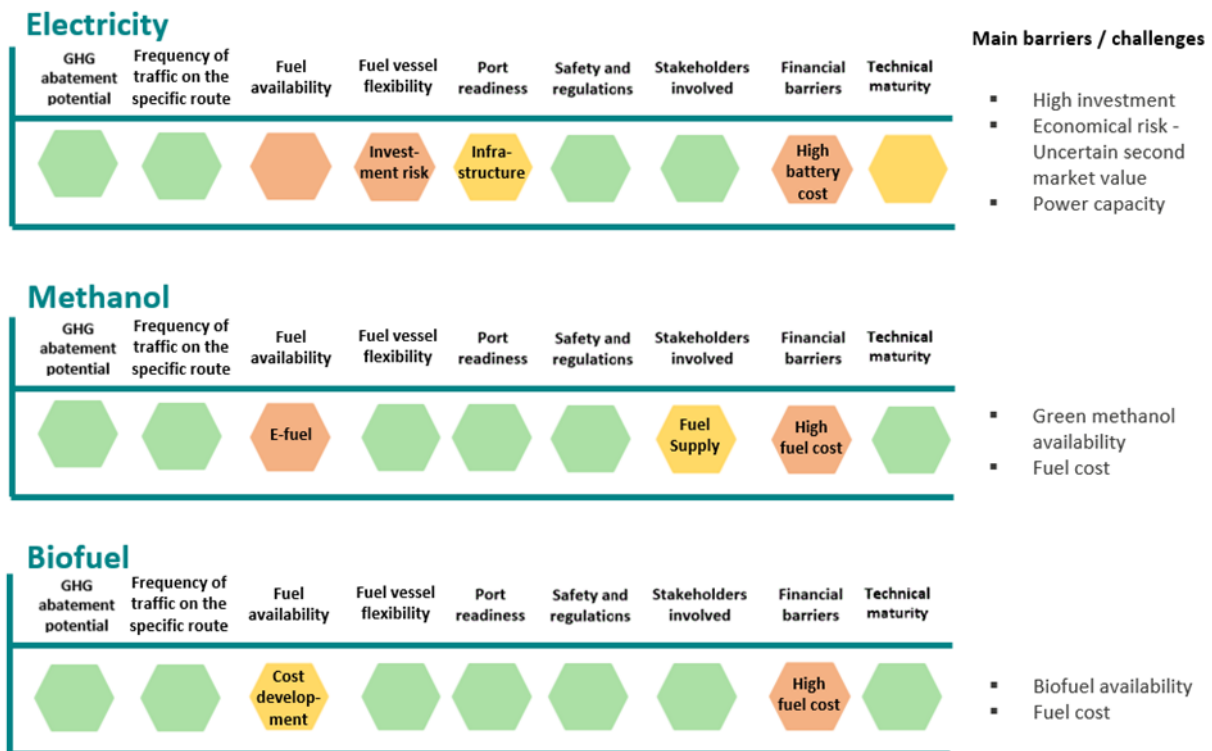 Electricity
Main barriers / challenges
GHG abatement potential
Frequency of traffic on the specific route
Fuel availability
Fuel vessel flexibility
Port readiness
Safety and regulations
Stakeholders involved
Financial barriers
Technical maturity
Invest-
ment risk
Infra-
structure
High
battery
cost
▪ High investment
▪ Economical risk -
Uncertain second
market value
▪ Power capacity
Methanol
GHG abatement potential
Frequency of traffic on the specific route
Fuel availability
Fuel vessel flexibility
Port readiness
Safety and regulations
Stakeholders involved
Financial barriers
Technical maturity
E-fuel
Fuel
Supply
High
fuel cost
▪ Green methanol
availability
▪ Fuel cost
Biofuel
GHG abatement potential
Frequency of traffic on the specific route
Fuel availability
Fuel vessel flexibility
Port readiness
Safety and regulations
Stakeholders involved
Financial barriers
Technical maturity
Cost
develop-
ment
High
fuel cost
▪ Biofuel availability
▪ Fuel cost